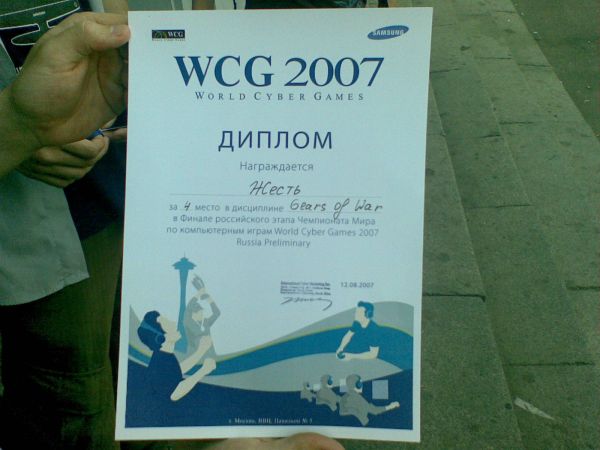 WCG
SAMSUNG
WCG 2007
WORLD CYBER GAMES
ДИПЛОМ
Награждается
Жесть
за 4 место в дисциплине Gears of War
в Финале российского этапа Чемпионата Мира
по компьютерным играм World Cyber Games 2007
Russia Preliminary
12.08.2007
г. Москва, ВВЦ, Павильон № 5